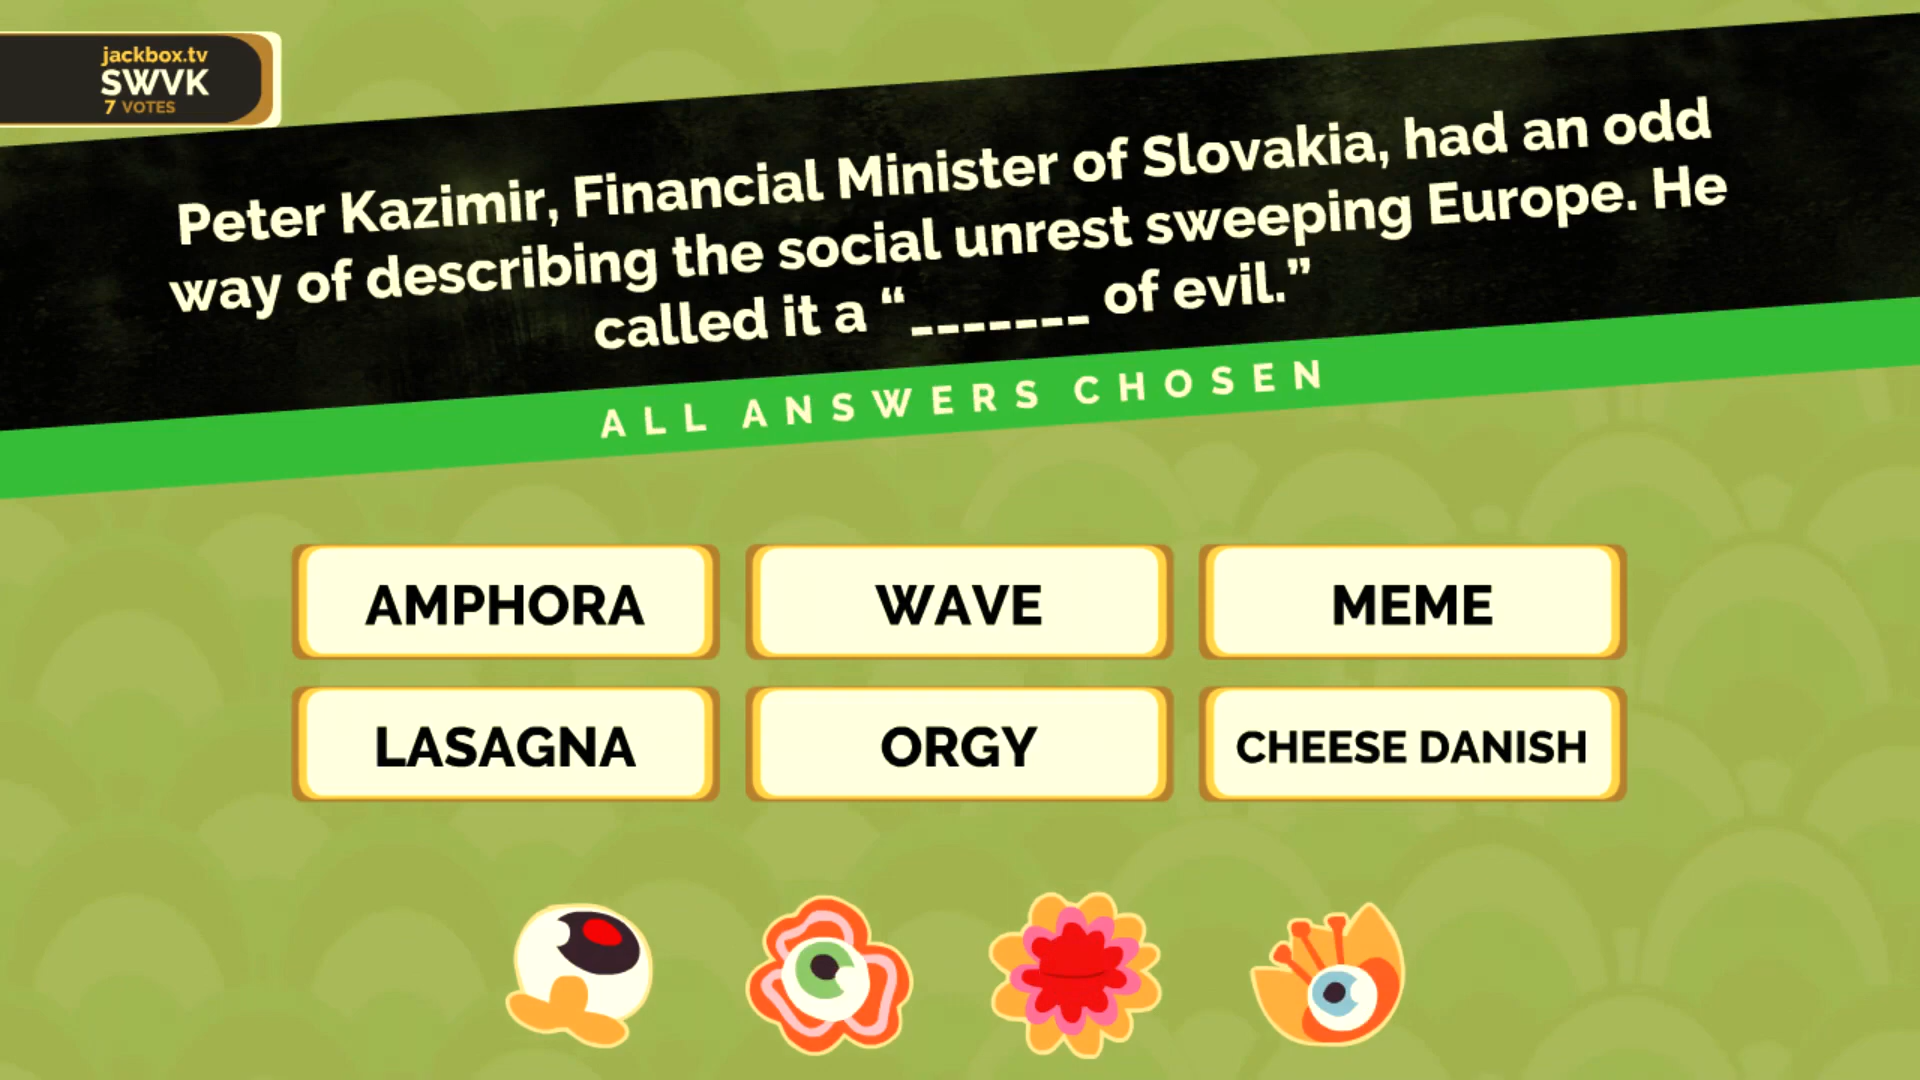 jackbox.tv
SWVK
7 VOTES
Peter Kazimir, Financial Minister of Slovakia, had an odd
way of describing the social unrest sweeping Europe. He
called it a “_______ of evil.”
ALL ANSWERS CHOSEN
AMPHORA
WAVE
MEME
LASAGNA
ORGY
CHEESE DANISH